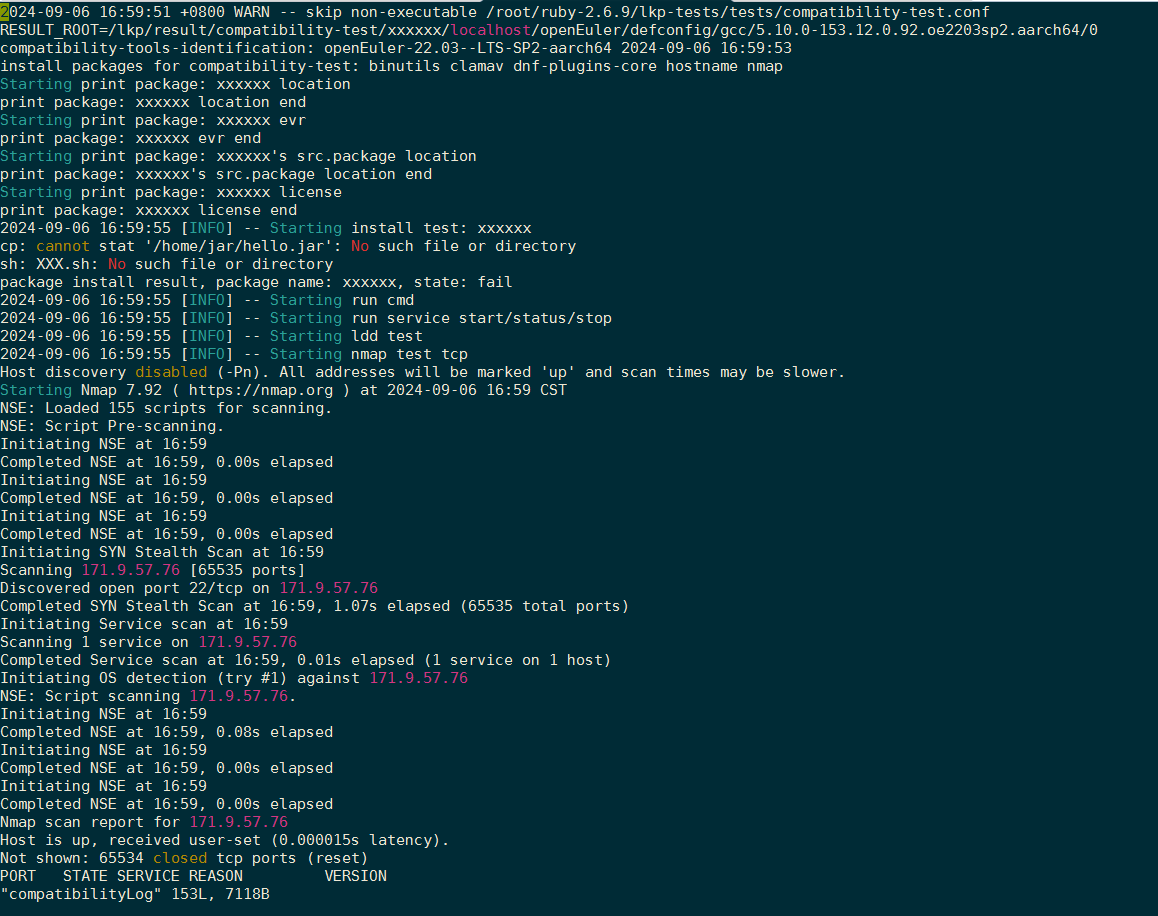 2024-09-06 16:59:51 +0800 WARN -- skip non-executable /root/ruby-2.6.9/lkp-tests/tests/compatibility-test.conf
RESULT_ROOT=/lkp/result/compatibility-test/xxxxxx/localhost/openEuler/defconfig/gcc/5.10.0-153.12.0.92.oe2203sp2.aarch64/0
compatibility-tools-identification: openEuler-22.03--LTS-SP2-aarch64 2024-09-06 16:59:53
install packages for compatibility-test: binutils clamav dnf-plugins-core hostname nmap
Starting print package: xxxxxx location
print package: xxxxxx location end
Starting print package: xxxxxx evr
print package: xxxxxx evr end
Starting print package: xxxxxx's src.package location
print package: xxxxxx's src.package location end
Starting print package: xxxxxx license
print package: xxxxxx license end
2024-09-06 16:59:55 [INFO] -- Starting install test: xxxxxx
cp: cannot stat '/home/jar/hello.jar': No such file or directory
sh: XXX.sh: No such file or directory
package install result, package name: xxxxxx, state: fail
2024-09-06 16:59:55 [INFO] -- Starting run cmd
2024-09-06 16:59:55 [INFO] -- Starting run service start/status/stop
2024-09-06 16:59:55 [INFO] -- Starting ldd test
2024-09-06 16:59:55 [INFO] -- Starting nmap test tcp
Host discovery disabled (-Pn). All addresses will be marked 'up' and scan times may be slower.
Starting Nmap 7.92 ( https://nmap.org ) at 2024-09-06 16:59 CST
NSE: Loaded 155 scripts for scanning.
NSE: Script Pre-scanning.
Initiating NSE at 16:59
Completed NSE at 16:59, 0.00s elapsed
Initiating NSE at 16:59
Completed NSE at 16:59, 0.00s elapsed
Initiating NSE at 16:59
Completed NSE at 16:59, 0.00s elapsed
Initiating SYN Stealth Scan at 16:59
Scanning 171.9.57.76 [65535 ports]
Discovered open port 22/tcp on 171.9.57.76
Completed SYN Stealth Scan at 16:59, 1.07s elapsed (65535 total ports)
Initiating Service scan at 16:59
Scanning 1 service on 171.9.57.76
Completed Service scan at 16:59, 0.01s elapsed (1 service on 1 host)
Initiating OS detection (try #1) against 171.9.57.76
NSE: Script scanning 171.9.57.76.
Initiating NSE at 16:59
Completed NSE at 16:59, 0.08s elapsed
Initiating NSE at 16:59
Completed NSE at 16:59, 0.00s elapsed
Initiating NSE at 16:59
Completed NSE at 16:59, 0.00s elapsed
Nmap scan report for 171.9.57.76
Host is up, received user-set (0.000015s latency).
Not shown: 65534 closed tcp ports (reset)
PORT   STATE SERVICE REASON         VERSION
"compatibilityLog" 153L, 7118B